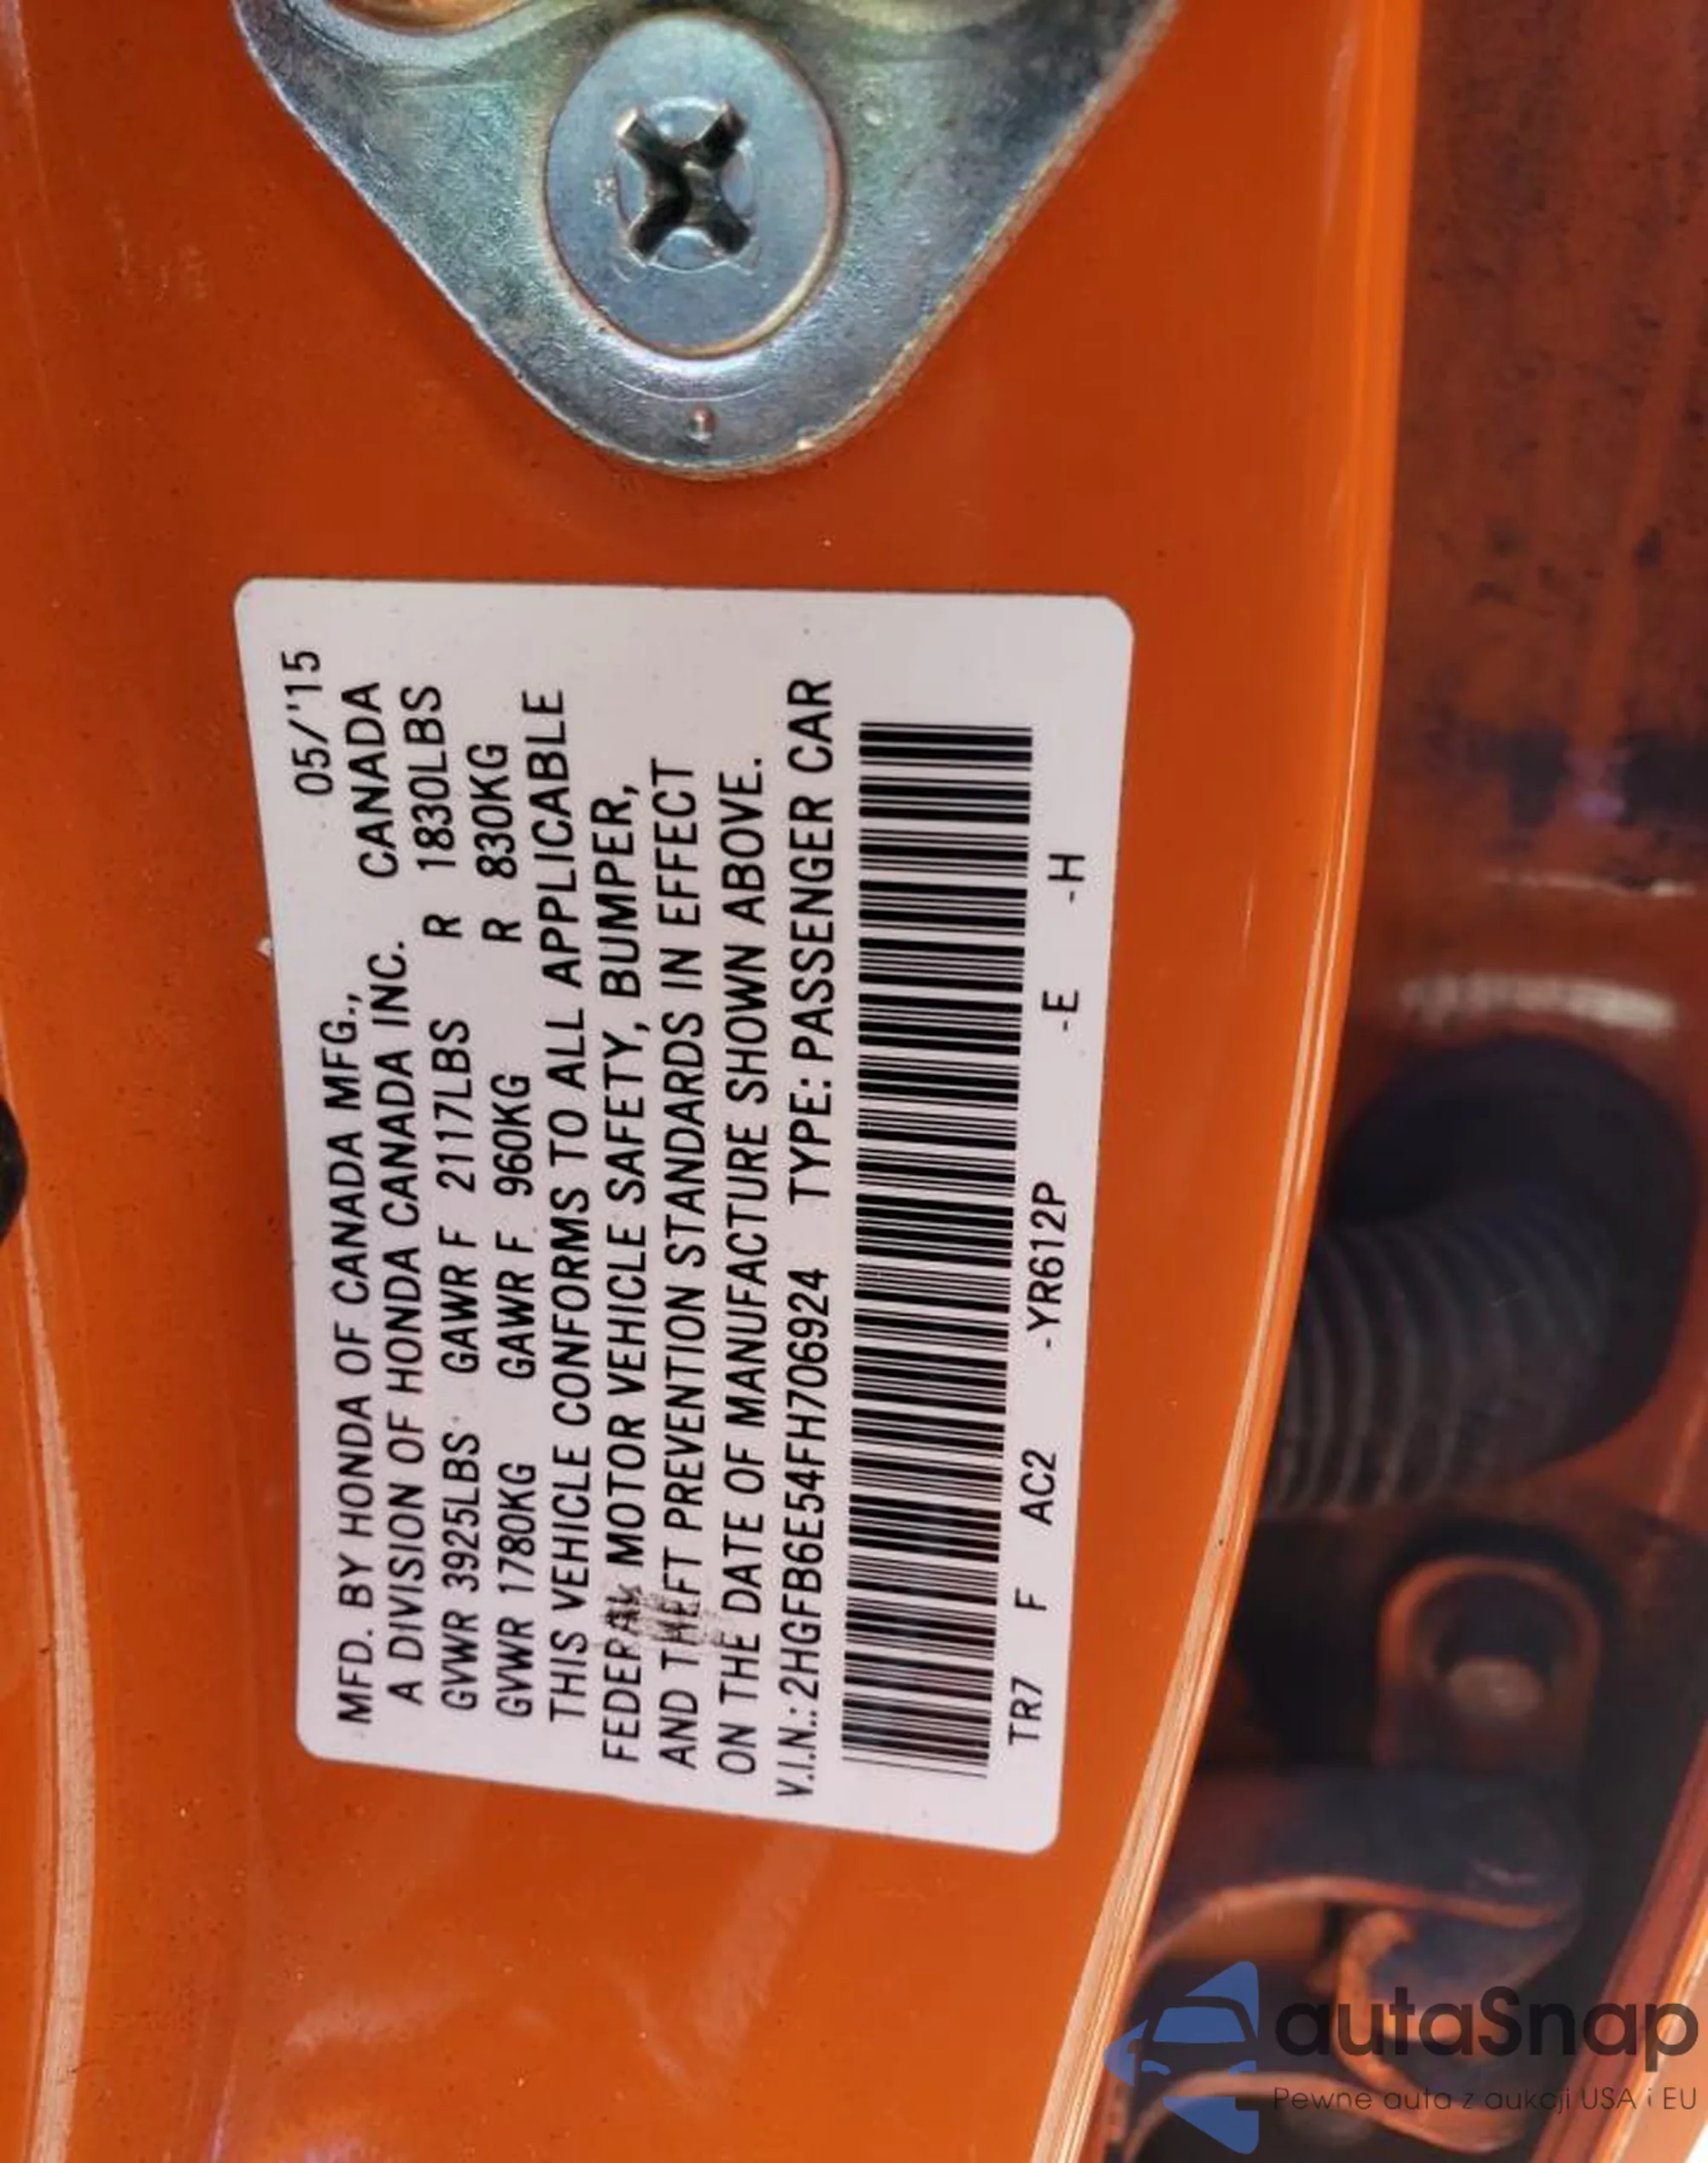 05/'15
MFD. BY HONDA OF CANADA MFG., CANADA
A DIVISION OF HONDA CANADA INC.
GVWR 3925LBS GAWR F 2117LBS R 1830LBS
GVWR 1780KG GAWR F 960KG R 830KG
THIS VEHICLE CONFORMS TO ALL APPLICABLE
FEDERAL MOTOR VEHICLE SAFETY, BUMPER,
AND THEFT PREVENTION STANDARDS IN EFFECT
ON THE DATE OF MANUFACTURE SHOWN ABOVE.
V.I.N.: 2HGFB6E54FH706924 TYPE: PASSENGER CAR
TR7 F AC2 -YR612P -E -H
autaSnap
Pewne auta z aukcji USA i EU